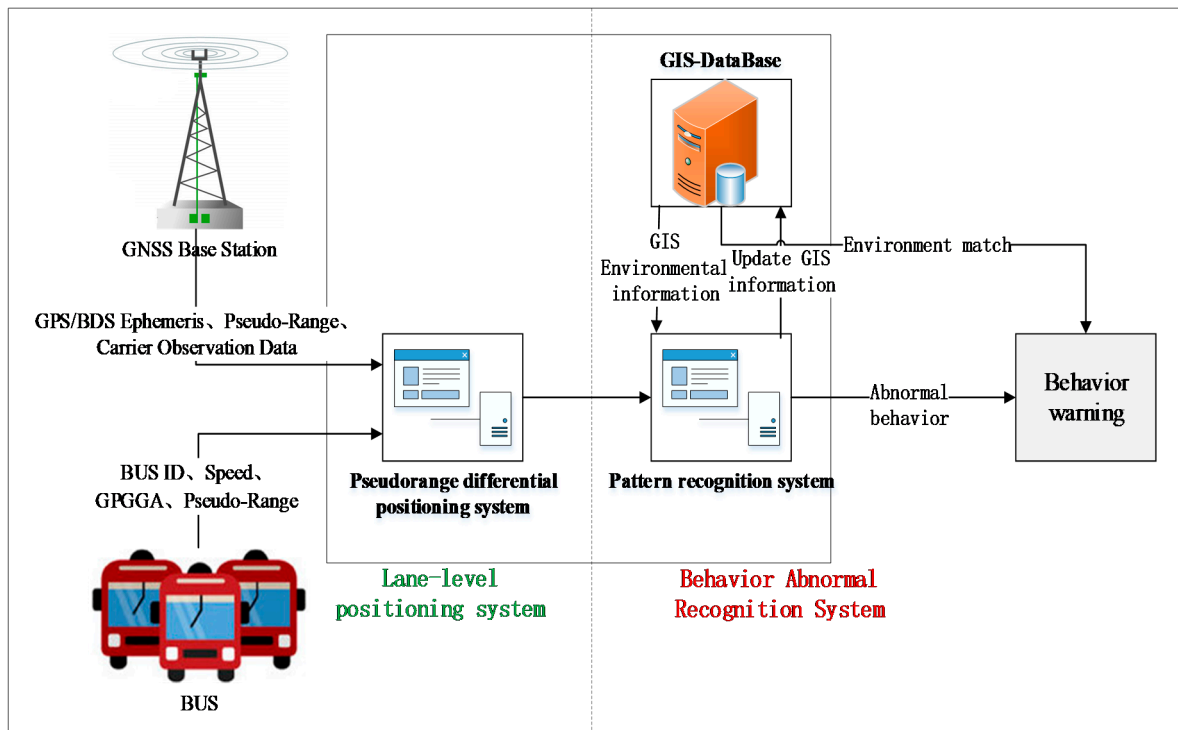 GIS-DataBase
GNSS Base Station
GIS
Environmental
information
Update GIS
information
Environment match
GPS/BDS Ephemeris、Pseudo-Range、
Carrier Observation Data
Behavior
warning
Abnormal
behavior
BUS ID、Speed、
GPGGA、Pseudo-Range
Pseudorange differential
positioning system
Pattern recognition system
Lane-level
positioning system
Behavior Abnormal
Recognition System
BUS